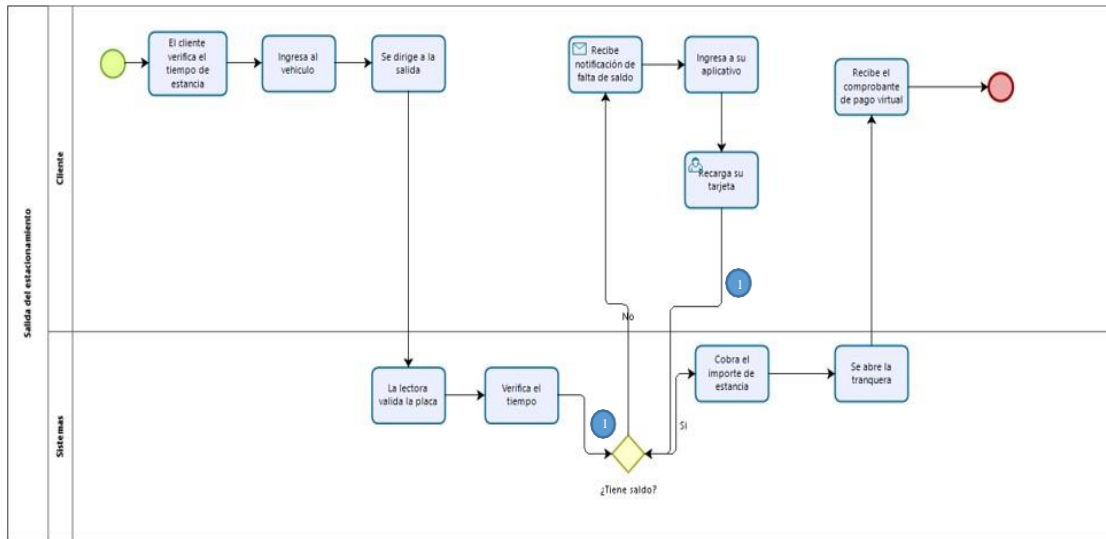 Salida del estacionamiento
Cliente
El cliente
verifica el
tiempo de
estancia
Ingresa al
vehiculo
Se dirige a la
salida
Recibe
notificación de
falta de saldo
Ingresa a su
aplicativo
Recarga su
tarjeta
1
Recibe el
comprobante
de pago virtual
No
Sistemas
La lectora
valida la placa
Verifica el
tiempo
1
¿Tiene saldo?
Si
Cobra el
importe de
estancia
Se abre la
tranquera